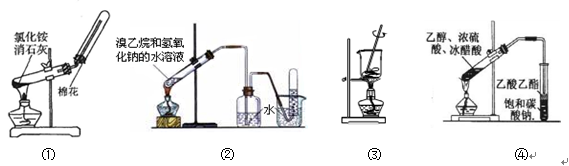 氯化铵
消石灰
棉花
①
溴乙烷和氢氧
化钠的水溶液
水
②
③
乙醇、浓硫
酸、冰醋酸
乙酸乙酯
饱和碳
酸钠
④